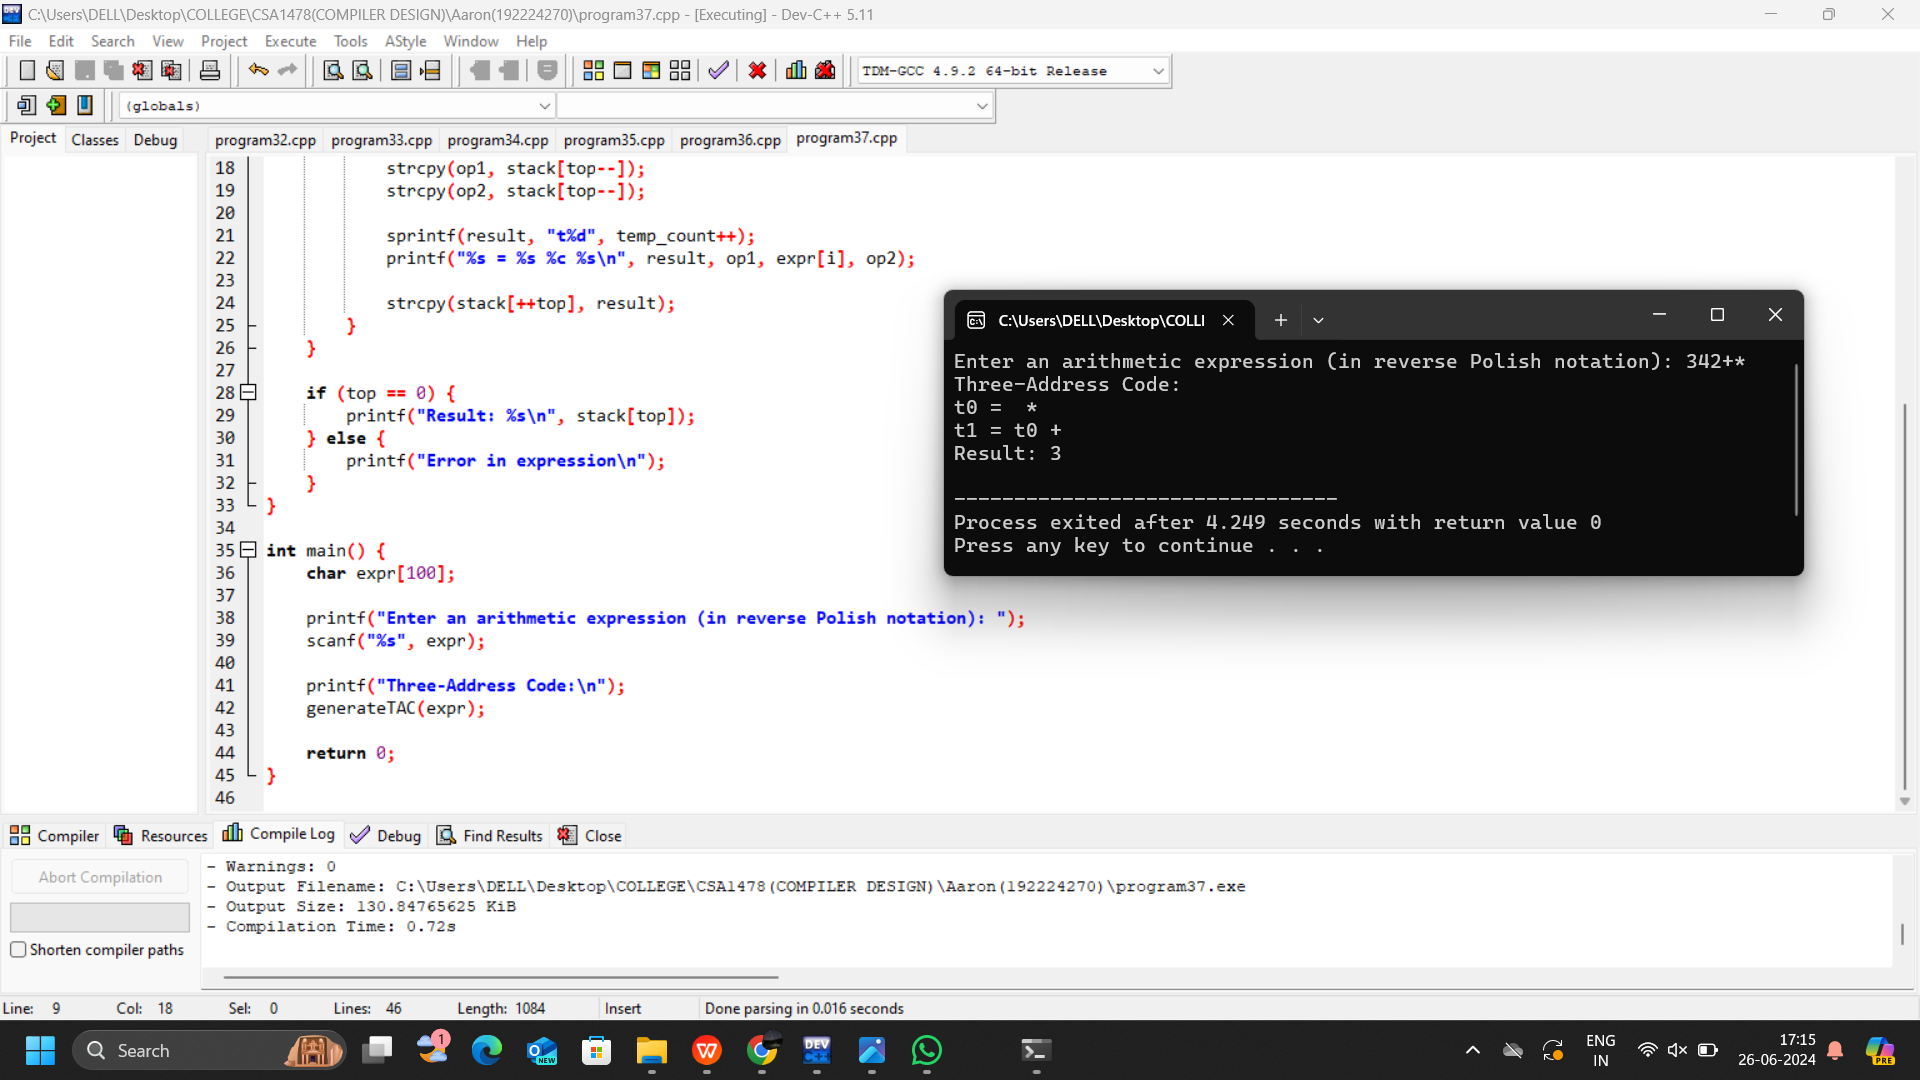 C:\Users\DELL\Desktop\COLLEGE\CSA1478(COMPILER DESIGN)\Aaron(192224270)\program37.cpp - [Executing] - Dev-C++ 5.11
File Edit Search View Project Execute Tools AStyle Window Help
TDM-GCC 4.9.2 64-bit Release
(globals)
Project Classes Debug program32.cpp program33.cpp program34.cpp program35.cpp program36.cpp program37.cpp
18 strcpy(op1, stack[top--]);
19 strcpy(op2, stack[top--]);
20
21 sprintf(result, "t%d", temp_count++);
22 printf("%s = %s %c %s\n", result, op1, expr[i], op2);
23
24 strcpy(stack[++top], result);
25 }
26 }
27
28 if (top == 0) {
29 printf("Result: %s\n", stack[top]);
30 } else {
31 printf("Error in expression\n");
32 }
33 }
34
35 int main() {
36 char expr[100];
37
38 printf("Enter an arithmetic expression (in reverse Polish notation): ");
39 scanf("%s", expr);
40
41 printf("Three-Address Code:\n");
42 generateTAC(expr);
43
44 return 0;
45 }
46
C:\Users\DELL\Desktop\COLLI
Enter an arithmetic expression (in reverse Polish notation): 342+*
Three-Address Code:
t0 =  *
t1 = t0 +
Result: 3
--------------------------------
Process exited after 4.249 seconds with return value 0
Press any key to continue . . .
Compiler Resources Compile Log Debug Find Results Close
Abort Compilation
Shorten compiler paths
- Warnings: 0
- Output Filename: C:\Users\DELL\Desktop\COLLEGE\CSA1478(COMPILER DESIGN)\Aaron(192224270)\program37.exe
- Output Size: 130.84765625 KiB
- Compilation Time: 0.72s
Line: 9 Col: 18 Sel: 0 Lines: 46 Length: 1084 Insert Done parsing in 0.016 seconds
Search
1
NEW
W
DEV
C++
ENG
IN
17:15
26-06-2024
PRE